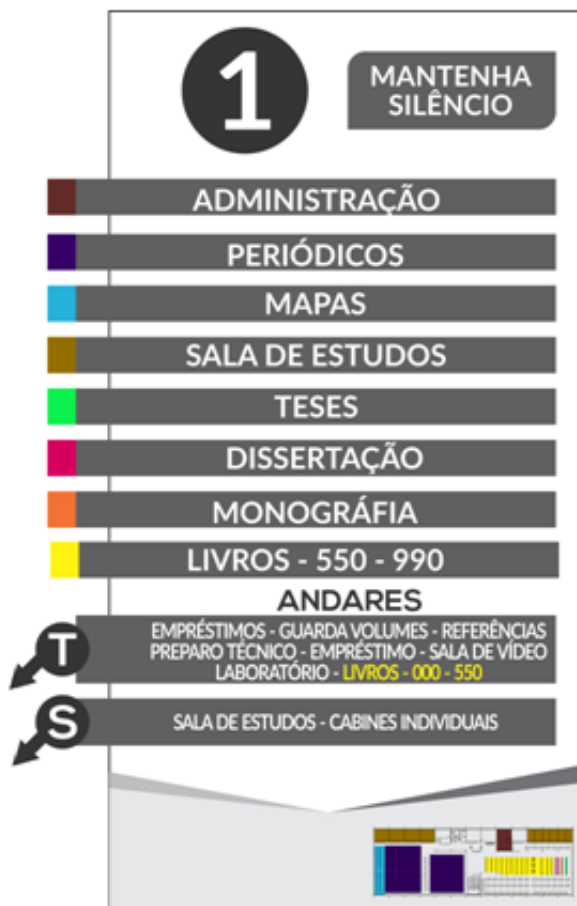 1
MANTENHA
SILÊNCIO
ADMINISTRAÇÃO
PERIÓDICOS
MAPAS
SALA DE ESTUDOS
TESES
DISSERTAÇÃO
MONOGRÁFIA
LIVROS - 550 - 990
ANDARES
T
EMPRÉSTIMOS - GUARDA VOLUMES - REFERÊNCIAS
PREPARO TÉCNICO - EMPRÉSTIMO - SALA DE VÍDEO
LABORATÓRIO - LIVROS - 000 - 550
S
SALA DE ESTUDOS - CABINES INDIVIDUAIS